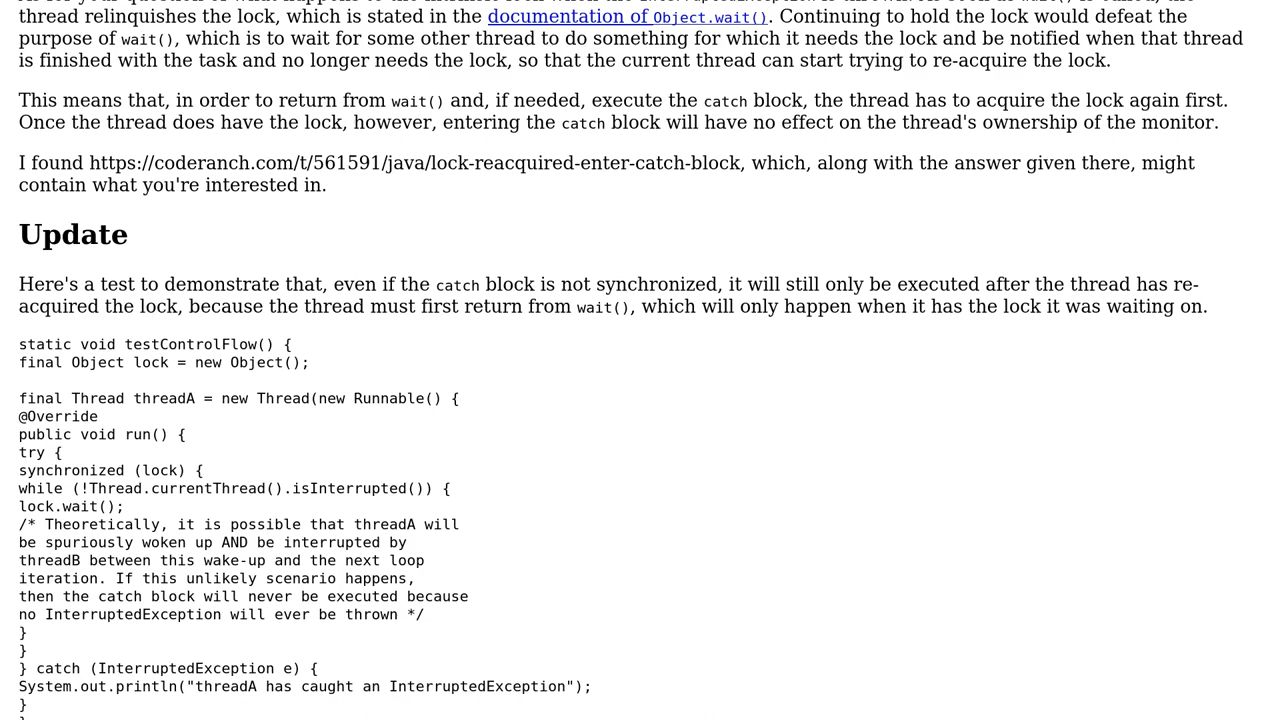 thread relinquishes the lock, which is stated in the documentation of Object.wait(). Continuing to hold the lock would defeat the
purpose of wait(), which is to wait for some other thread to do something for which it needs the lock and be notified when that thread
is finished with the task and no longer needs the lock, so that the current thread can start trying to re-acquire the lock.
This means that, in order to return from wait() and, if needed, execute the catch block, the thread has to acquire the lock again first.
Once the thread does have the lock, however, entering the catch block will have no effect on the thread's ownership of the monitor.
I found https://coderanch.com/t/561591/java/lock-reacquired-enter-catch-block, which, along with the answer given there, might
contain what you're interested in.
Update
Here's a test to demonstrate that, even if the catch block is not synchronized, it will still only be executed after the thread has re-
acquired the lock, because the thread must first return from wait(), which will only happen when it has the lock it was waiting on.
static void testControlFlow() {
final Object lock = new Object();
final Thread threadA = new Thread(new Runnable() {
@Override
public void run() {
try {
synchronized (lock) {
while (!Thread.currentThread().isInterrupted()) {
lock.wait();
/* Theoretically, it is possible that threadA will
be spuriously woken up AND be interrupted by
threadB between this wake-up and the next loop
iteration. If this unlikely scenario happens,
then the catch block will never be executed because
no InterruptedException will ever be thrown */
}
}
} catch (InterruptedException e) {
System.out.println("threadA has caught an InterruptedException");
}